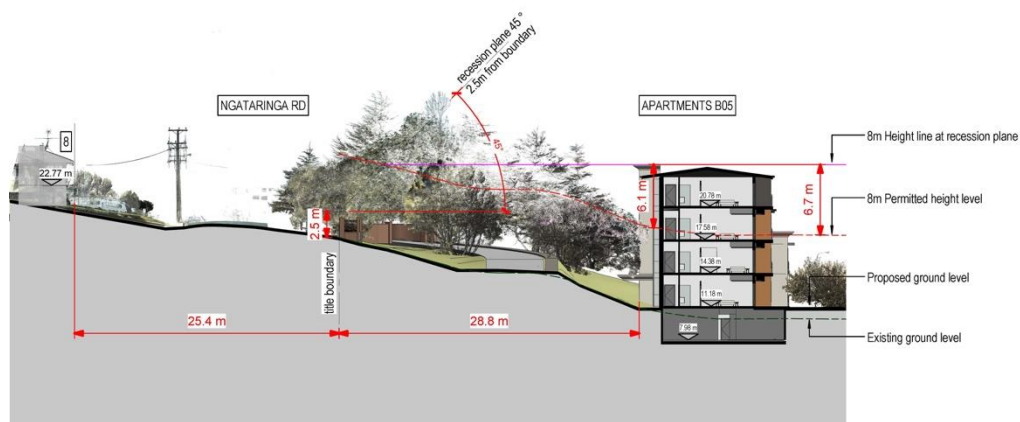 recession plane 45 °
2.5m from boundary
NGATARINGA RD
APARTMENTS B05
8m Height line at recession plane
8
45°
22.77 m
20.78 m
6.1 m
6.7 m
2.5 m
17.58 m
8m Permitted height level
14.38 m
title boundary
11.18 m
Proposed ground level
25.4 m
28.8 m
7.98 m
Existing ground level